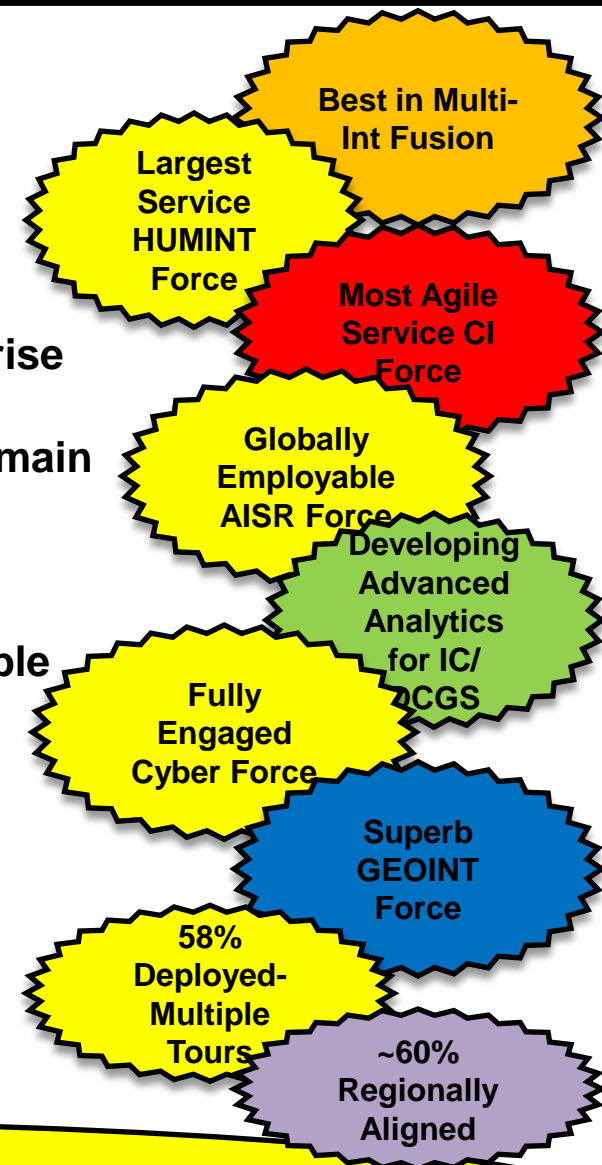 Best in Multi-
Int Fusion
Largest
Service
HUMINT
Force
Most Agile
Service CI
Force
rise
main
Globally
Employable
AISR Force
Developing
Advanced
Analytics
for IC/
DCGS
ple
Fully
Engaged
Cyber Force
Superb
GEOINT
Force
58%
Deployed-
Multiple
Tours
~60%
Regionally
Aligned